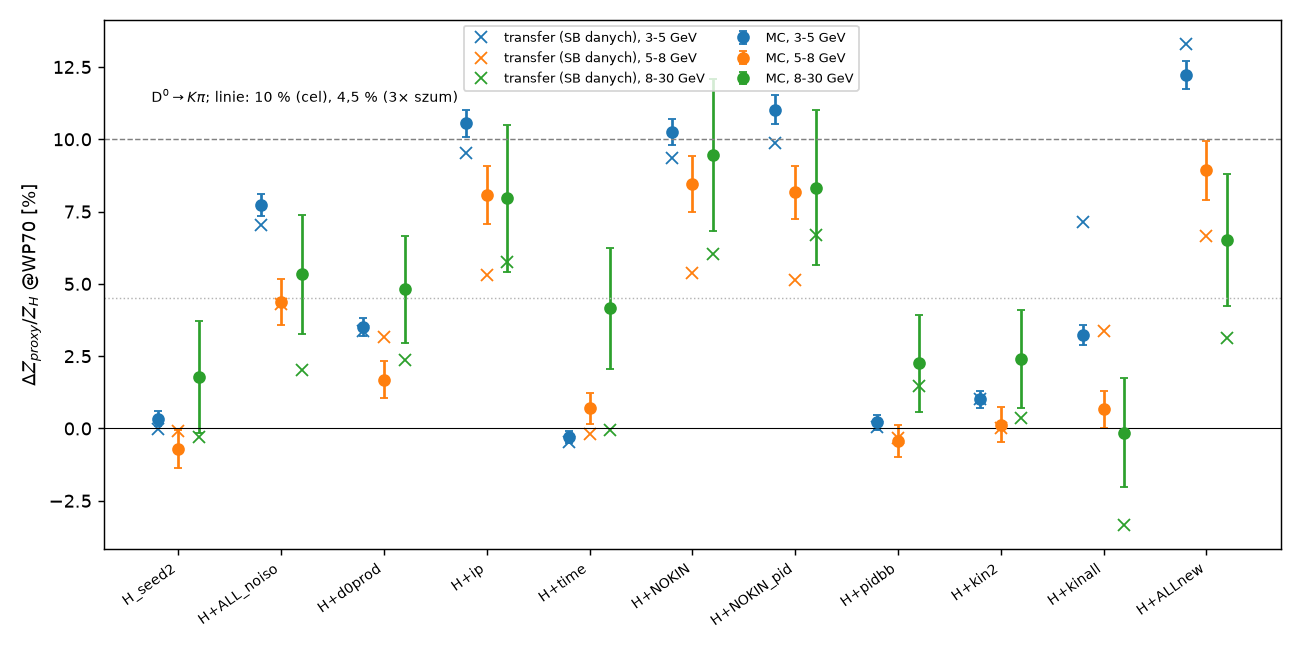 transfer (SB danych), 3-5 GeV
transfer (SB danych), 5-8 GeV
transfer (SB danych), 8-30 GeV
MC, 3-5 GeV
MC, 5-8 GeV
MC, 8-30 GeV
D⁰ → Kπ; linie: 10 % (cel), 4,5 % (3× szum)
ΔZ_proxy/Z_H @WP70 [%]
12.5
10.0
7.5
5.0
2.5
0.0
−2.5
H_seed2
H+ALL_noiso
H+d0prod
H+ip
H+time
H+NOKIN
H+NOKIN_pid
H+pidbb
H+kin2
H+kinall
H+ALLnew